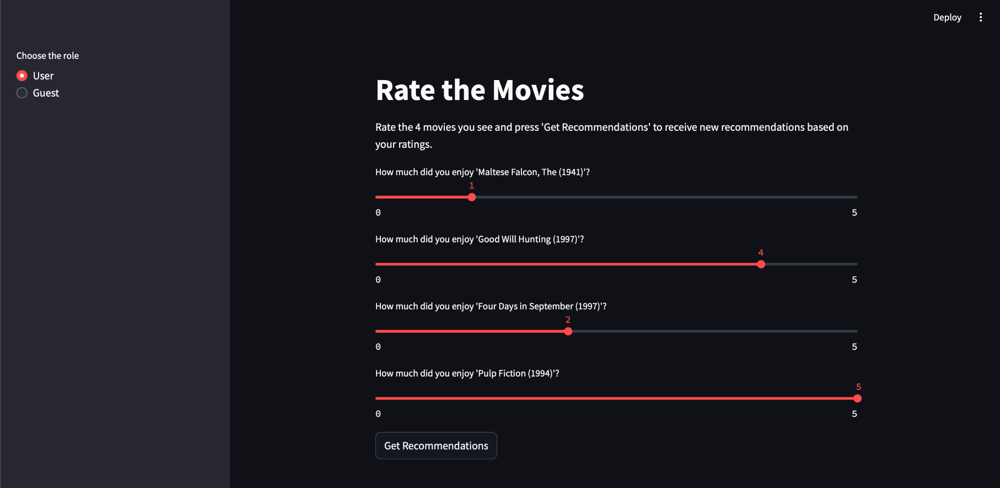 Deploy
Choose the role
User
Guest
Rate the Movies
Rate the 4 movies you see and press 'Get Recommendations' to receive new recommendations based on
your ratings.
How much did you enjoy 'Maltese Falcon, The (1941)'?
1
0 5
How much did you enjoy 'Good Will Hunting (1997)'?
4
0 5
How much did you enjoy 'Four Days in September (1997)'?
2
0 5
How much did you enjoy 'Pulp Fiction (1994)'?
5
0 5
Get Recommendations